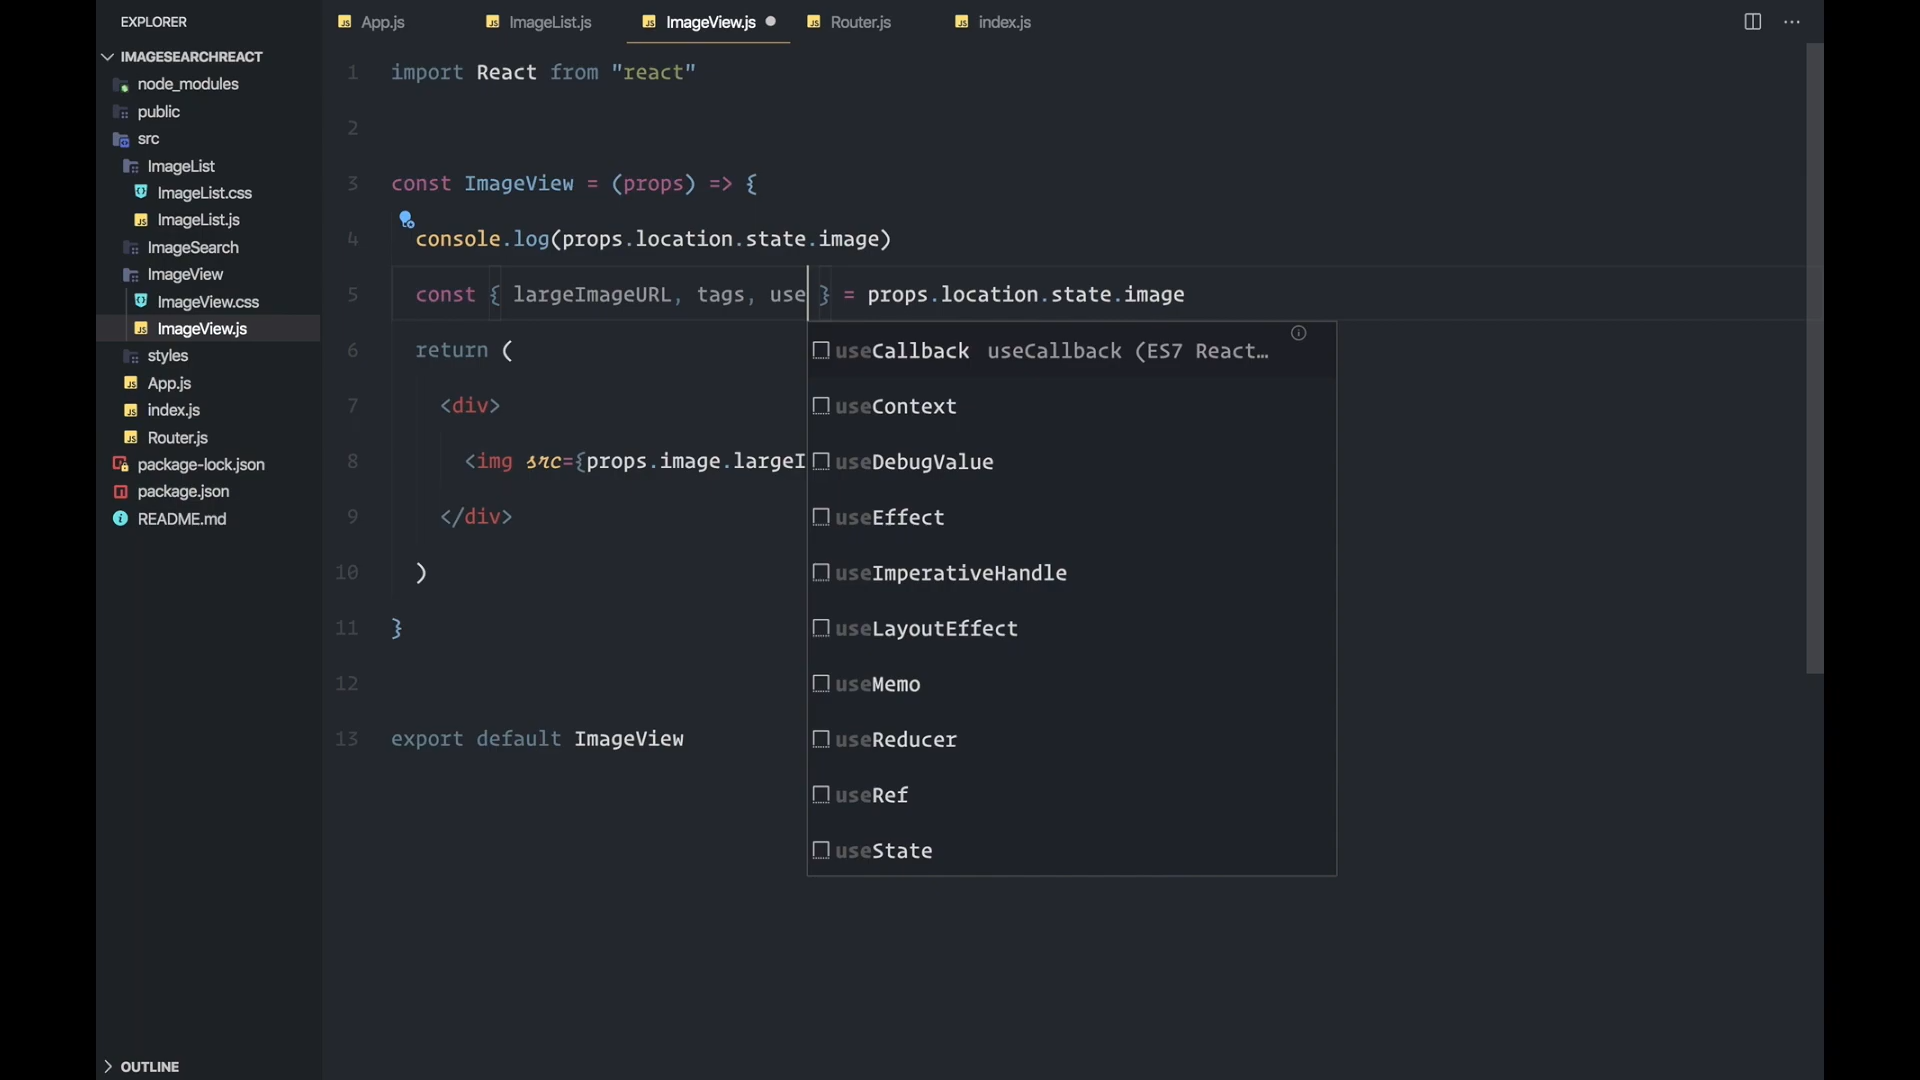 EXPLORER
IMAGESEARCHREACT
node_modules
public
src
ImageList
ImageList.css
ImageList.js
ImageSearch
ImageView
ImageView.css
ImageView.js
styles
App.js
index.js
Router.js
package-lock.json
package.json
README.md
OUTLINE
App.js ImageList.js ImageView.js Router.js index.js
1 import React from "react"
2
3 const ImageView = (props) => {
4 console.log(props.location.state.image)
5 const { largeImageURL, tags, use } = props.location.state.image
6 return (
7 <div>
8 <img src={props.image.largeI
9 </div>
10 )
11 }
12
13 export default ImageView
useCallback useCallback (ES7 React…
useContext
useDebugValue
useEffect
useImperativeHandle
useLayoutEffect
useMemo
useReducer
useRef
useState